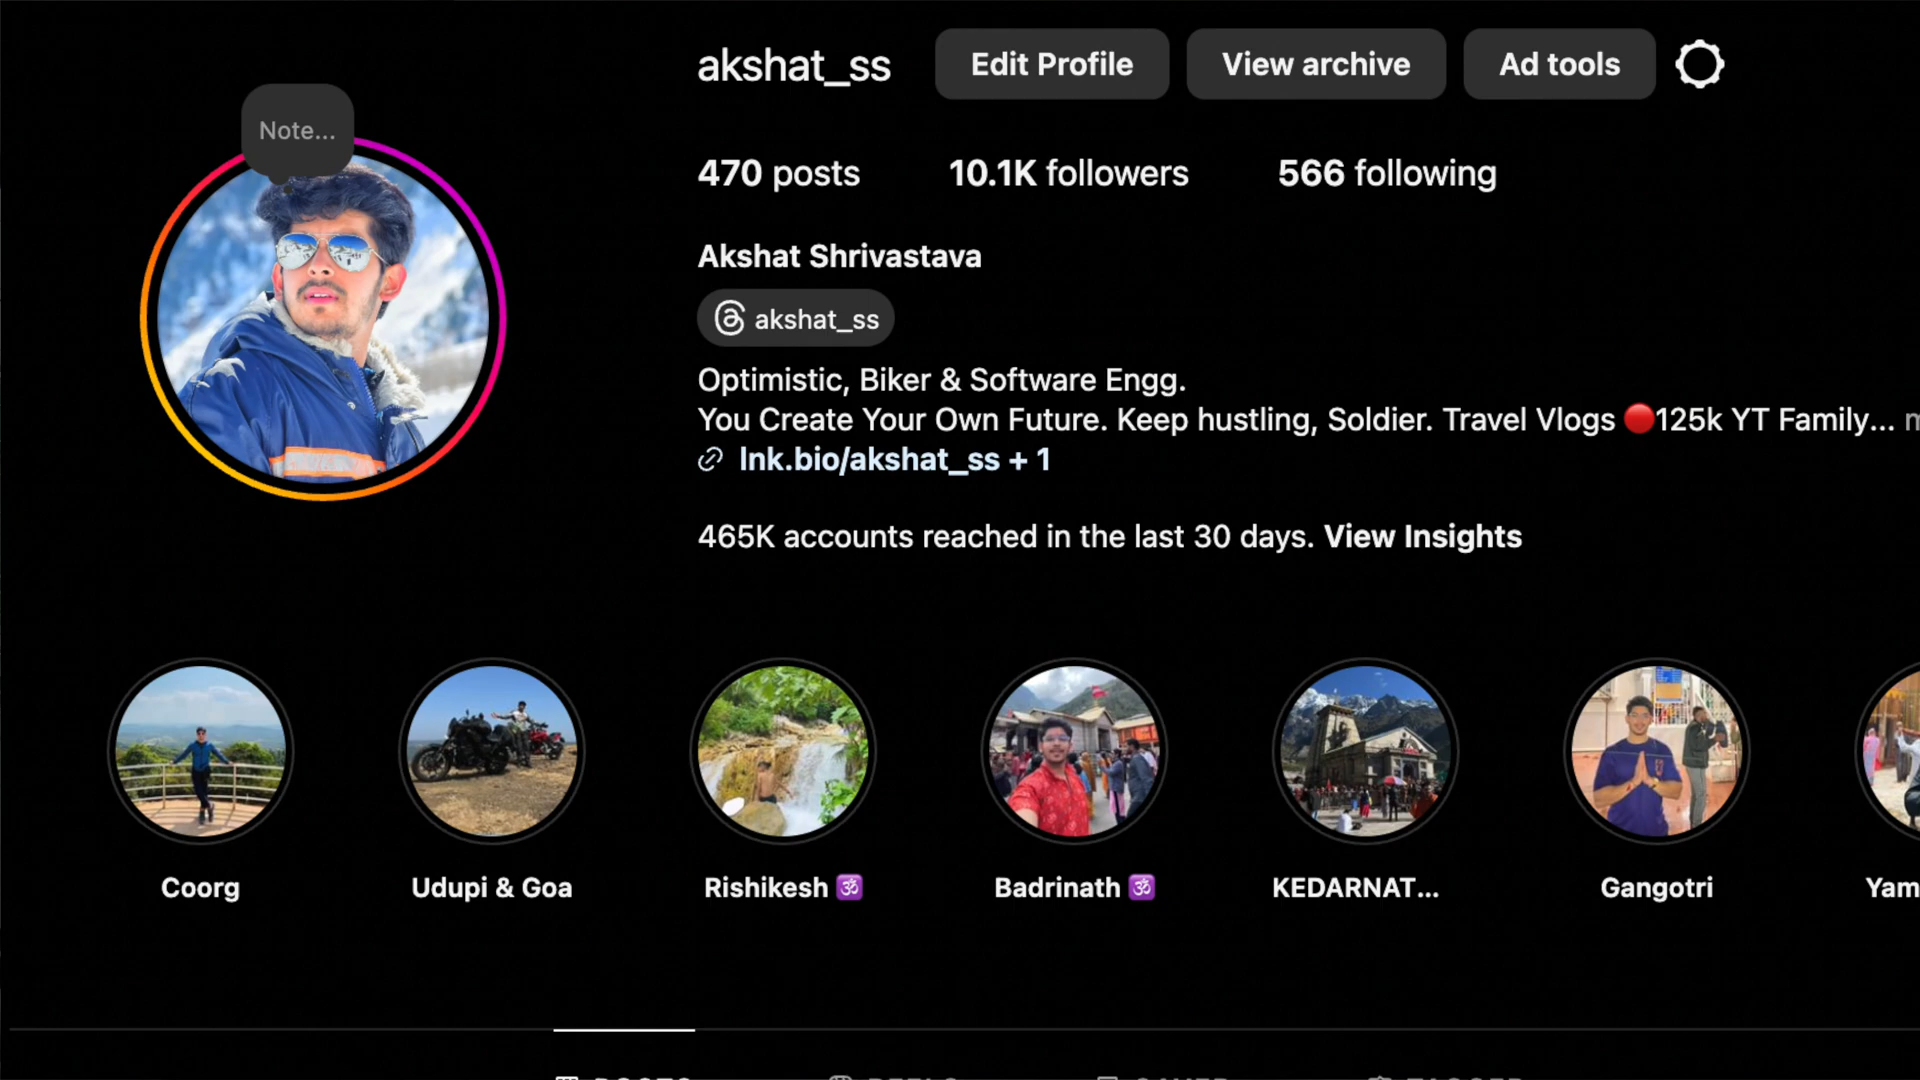 akshat_ss Edit Profile View archive Ad tools
Note...
470 posts 10.1K followers 566 following
Akshat Shrivastava
akshat_ss
Optimistic, Biker & Software Engg.
You Create Your Own Future. Keep hustling, Soldier. Travel Vlogs 🔴125k YT Family... m
lnk.bio/akshat_ss + 1
465K accounts reached in the last 30 days. View Insights
Coorg Udupi & Goa Rishikesh 🕉️ Badrinath 🕉️ KEDARNAT... Gangotri Yam